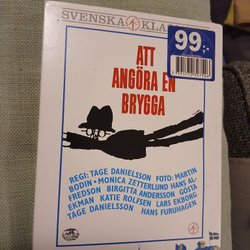 SVENSKA KLA
99:-
ATT
ANGÖRA EN
BRYGGA
REGI: TAGE DANIELSSON FOTO: MARTIN
BODIN · MONICA ZETTERLUND HANS AL-
FREDSON BIRGITTA ANDERSSON GÖSTA
EKMAN KATIE ROLFSEN LARS EKBORG
TAGE DANIELSSON HANS FURUHAGEN